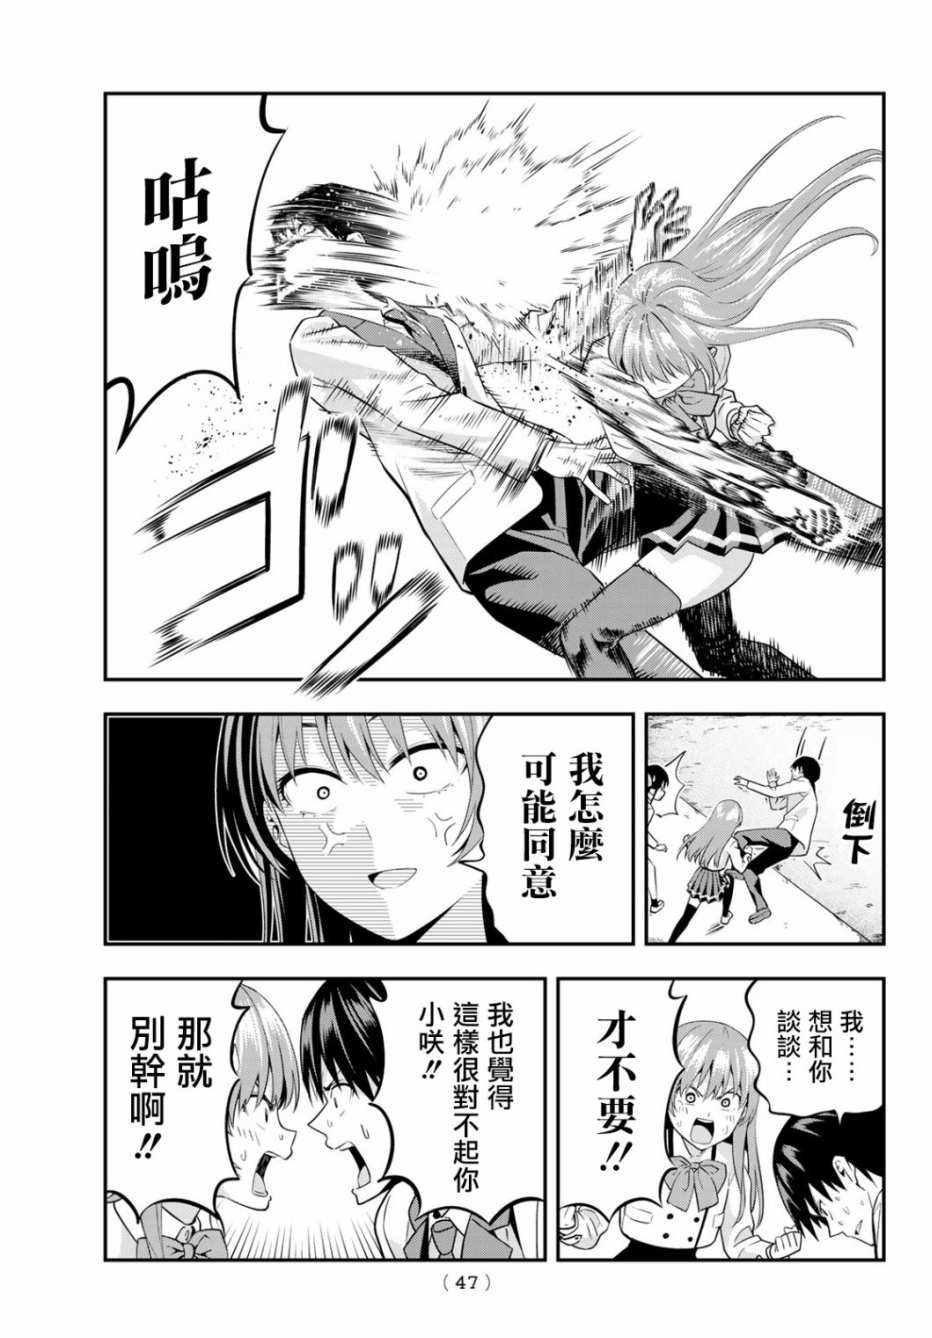 咕嗚
ゴッ
倒下
我怎麼
可能同意
我……
想和你
談談…
才不要!!
我也覺得
這樣很對不起你
小咲!!
那就
別幹啊!!
(47)